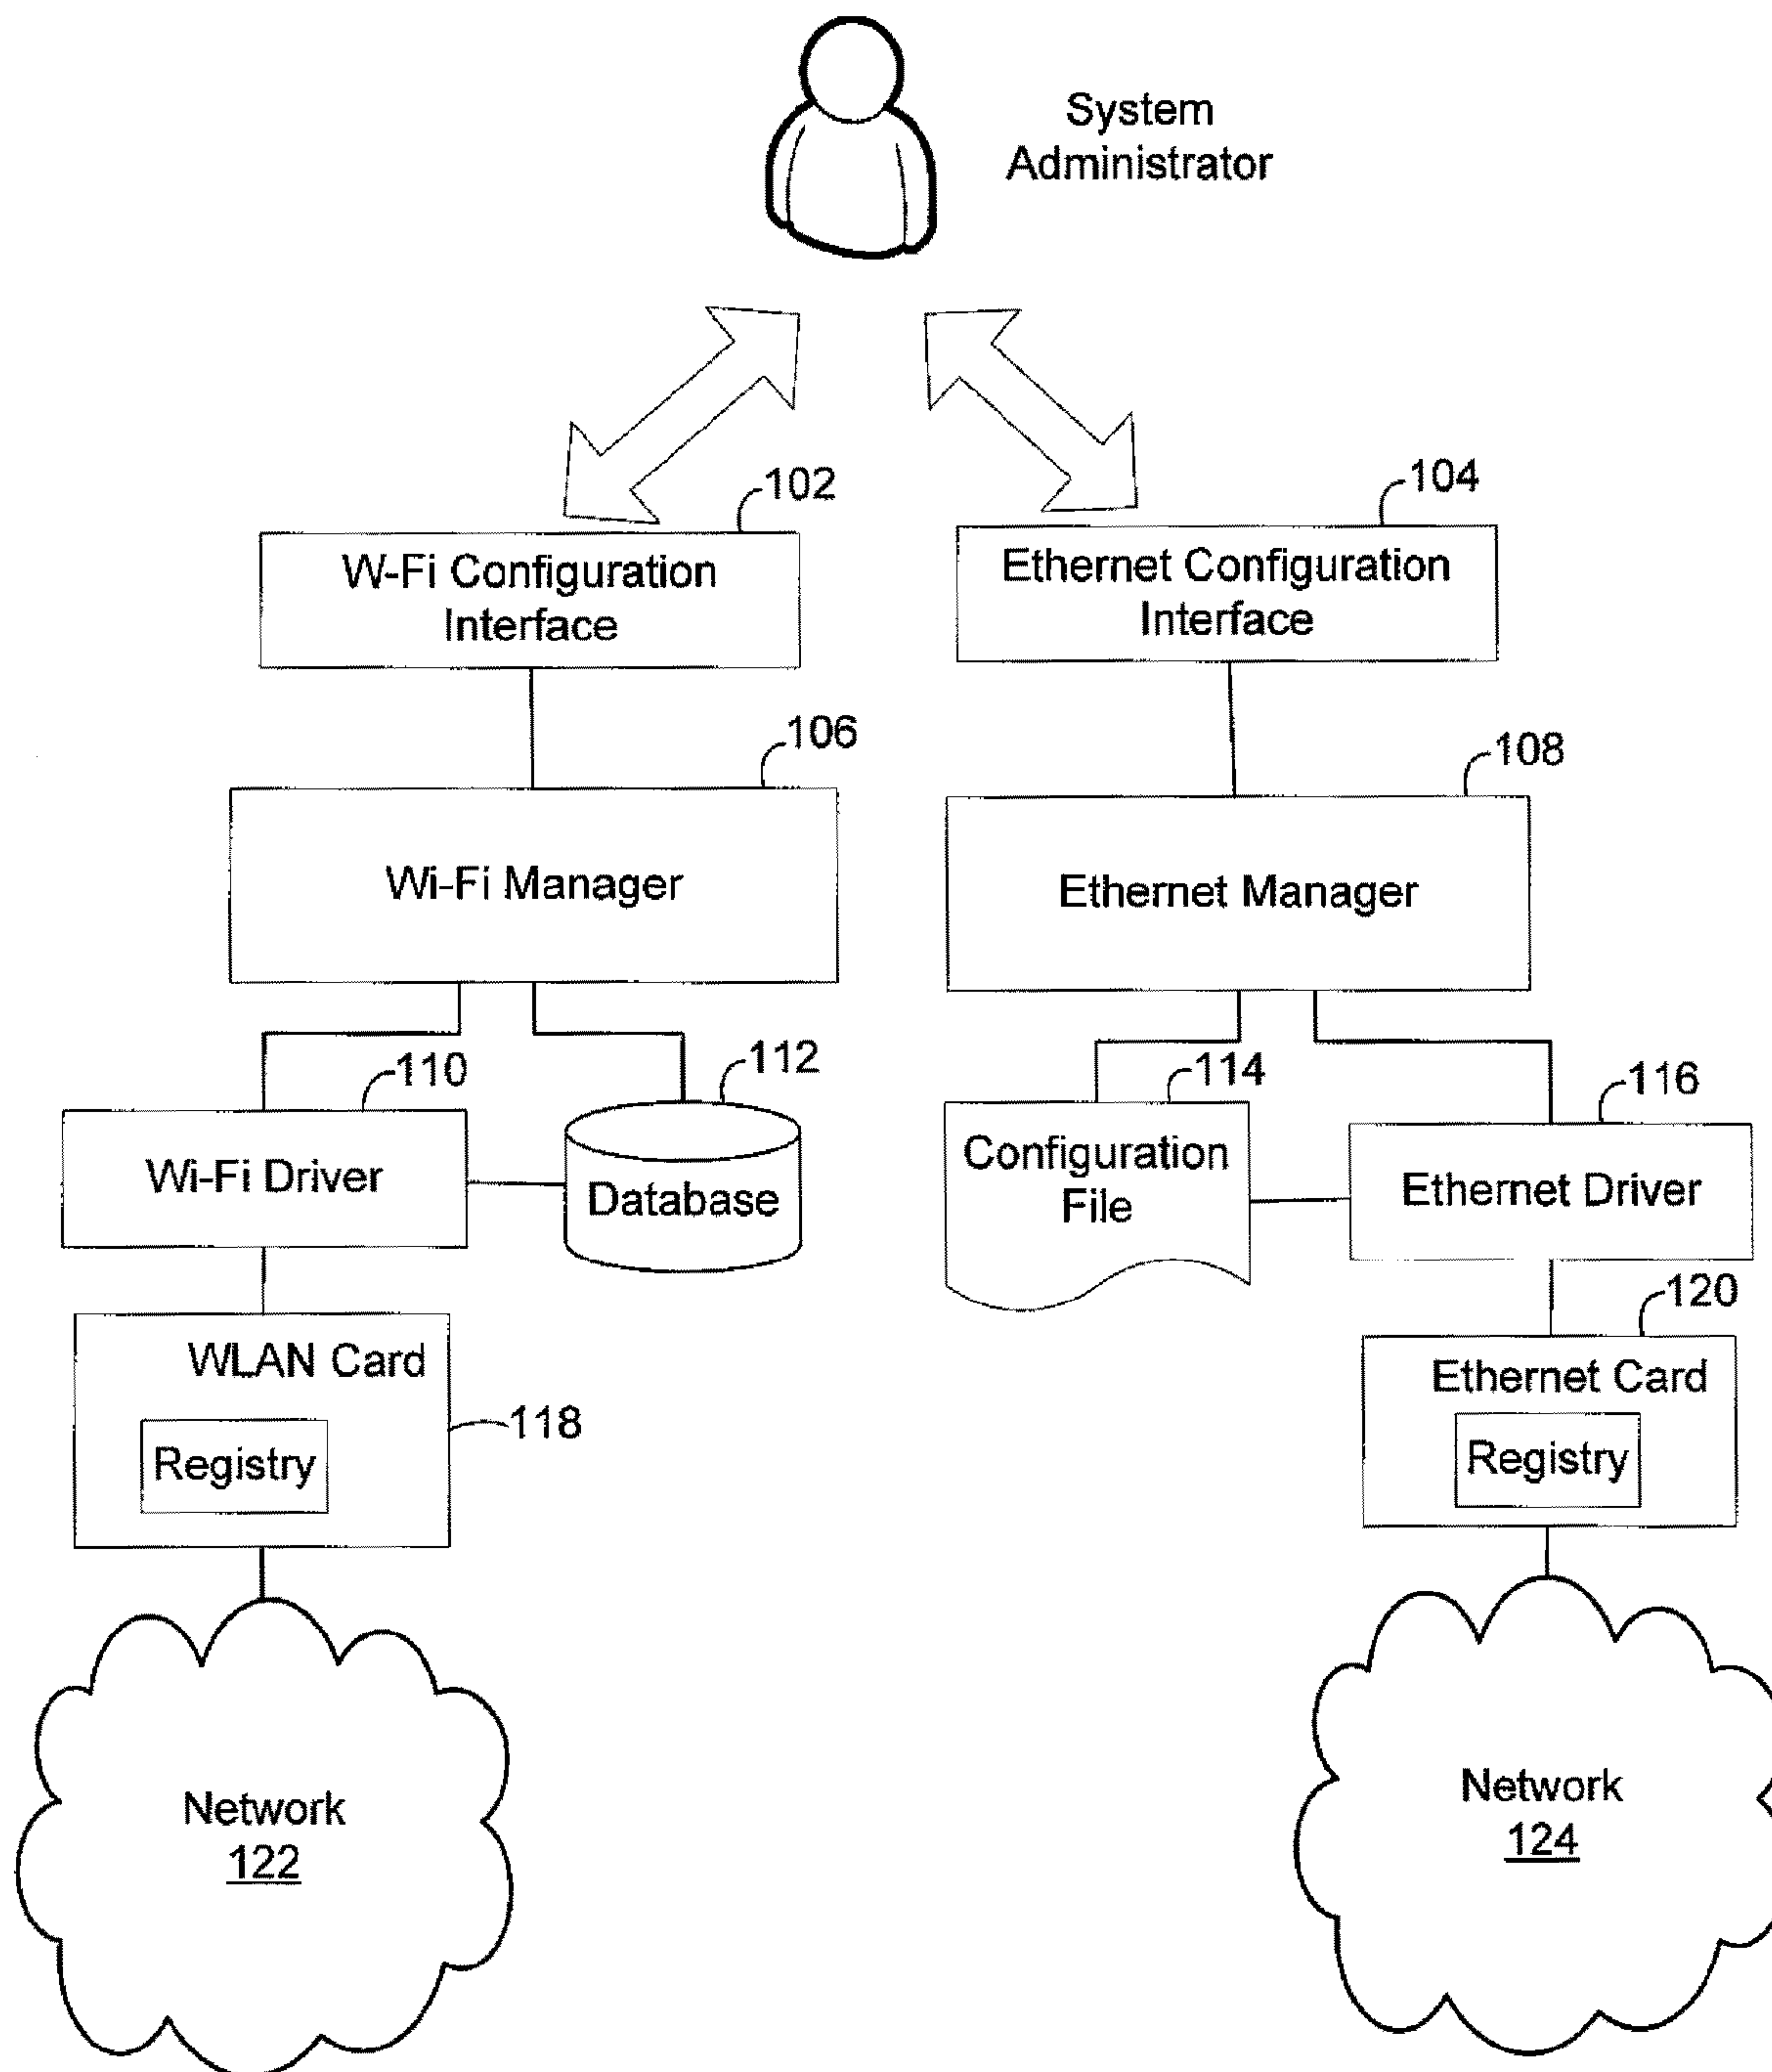 System
Administrator
102
104
W-Fi Configuration
Interface
Ethernet Configuration
Interface
106
108
Wi-Fi Manager
Ethernet Manager
110
112
114
116
Wi-Fi Driver
Database
Configuration
File
Ethernet Driver
120
WLAN Card
118
Registry
Ethernet Card
Registry
Network
122
Network
124